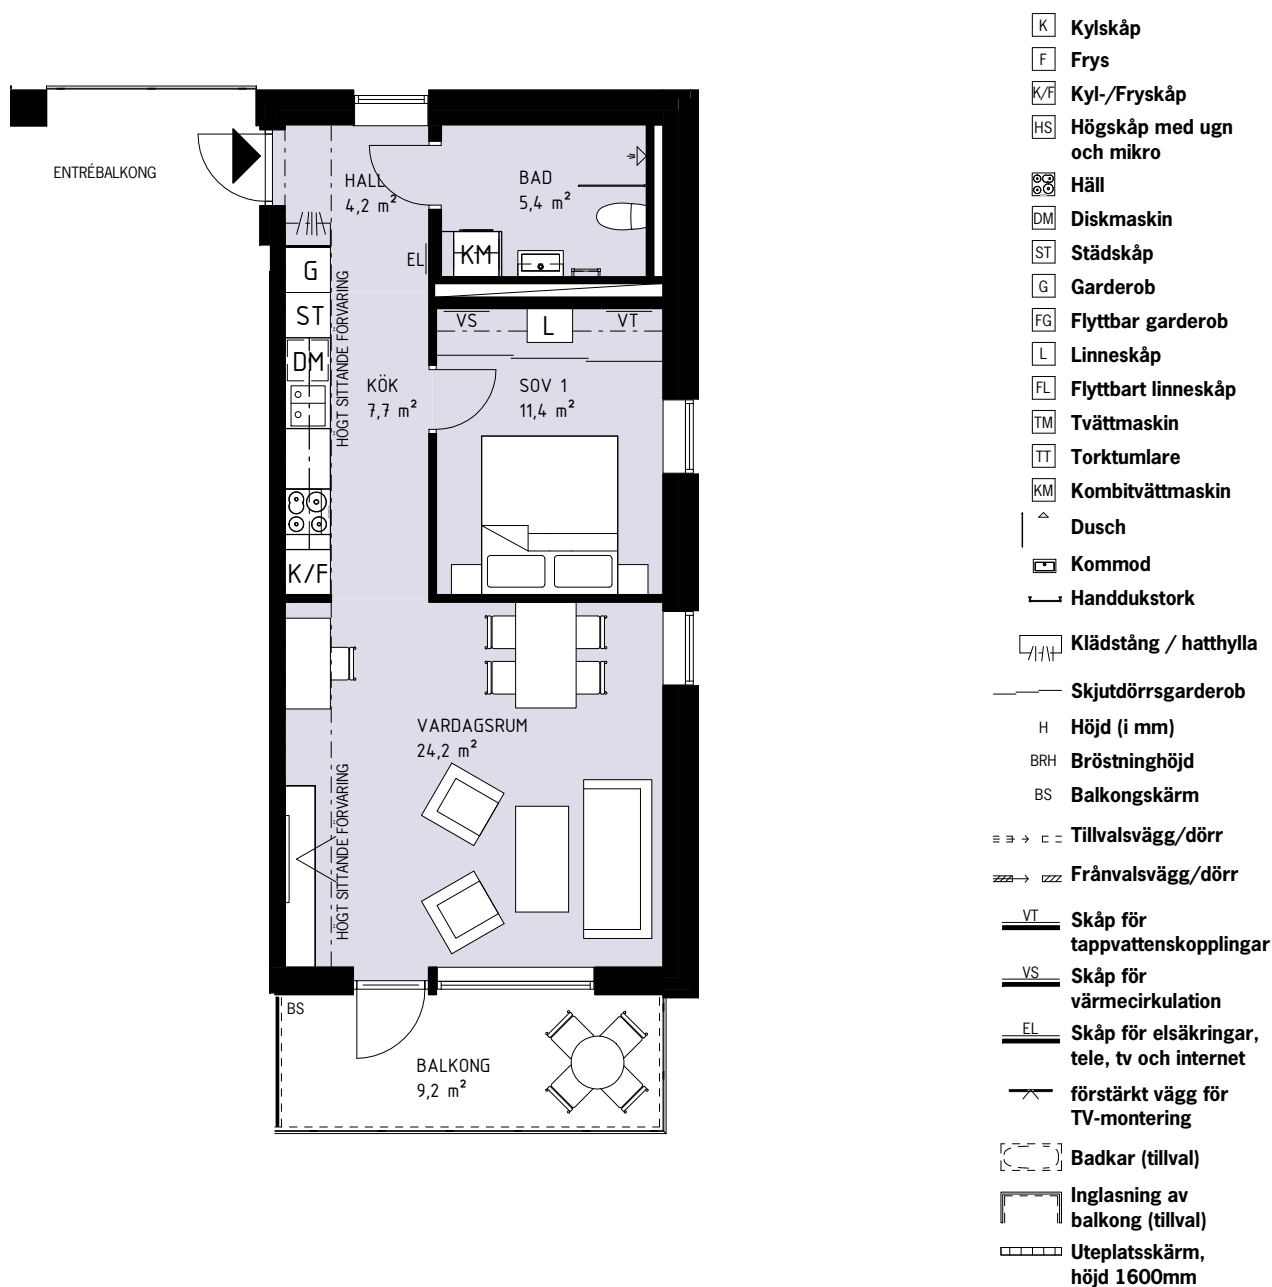 ENTRÉBALKONG
HALL
4,2 m²
BAD
5,4 m²
EL
KM
G
ST
DM
HÖGT SITTANDE FÖRVARING
VS
L
VT
KÖK
7,7 m²
SOV 1
11,4 m²
K/F
VARDAGSRUM
24,2 m²
HÖGT SITTANDE FÖRVARING
BS
BALKONG
9,2 m²
K Kylskåp
F Frys
K/F Kyl-/Fryskåp
HS Högskåp med ugn
och mikro
Häll
DM Diskmaskin
ST Städskåp
G Garderob
FG Flyttbar garderob
L Linneskåp
FL Flyttbart linneskåp
TM Tvättmaskin
TT Torktumlare
KM Kombitvättmaskin
Dusch
Kommod
Handdukstork
Klädstång / hatthylla
Skjutdörrsgarderob
H Höjd (i mm)
BRH Bröstninghöjd
BS Balkongskärm
Tillvalsvägg/dörr
Frånvalsvägg/dörr
VT Skåp för
tappvattenskopplingar
VS Skåp för
värmecirkulation
EL Skåp för elsäkringar,
tele, tv och internet
förstärkt vägg för
TV-montering
Badkar (tillval)
Inglasning av
balkong (tillval)
Uteplatsskärm,
höjd 1600mm